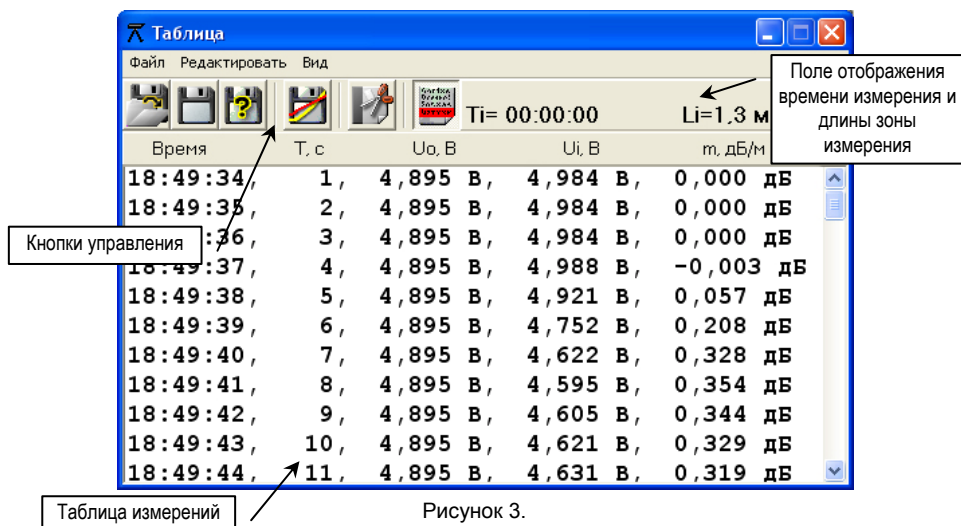 Таблица
Файл Редактировать Вид
Ti= 00:00:00 Li=1,3 м
Поле отображения
времени измерения и
длины зоны
измерения
Время T, с Uo, В Ui, В m, дБ/м
18:49:34, 1, 4,895 В, 4,984 В, 0,000 дБ
18:49:35, 2, 4,895 В, 4,984 В, 0,000 дБ
:36, 3, 4,895 В, 4,984 В, 0,000 дБ
Кнопки управления
18:49:37, 4, 4,895 В, 4,988 В, -0,003 дБ
18:49:38, 5, 4,895 В, 4,921 В, 0,057 дБ
18:49:39, 6, 4,895 В, 4,752 В, 0,208 дБ
18:49:40, 7, 4,895 В, 4,622 В, 0,328 дБ
18:49:41, 8, 4,895 В, 4,595 В, 0,354 дБ
18:49:42, 9, 4,895 В, 4,605 В, 0,344 дБ
18:49:43, 10, 4,895 В, 4,621 В, 0,329 дБ
18:49:44, 11, 4,895 В, 4,631 В, 0,319 дБ
Таблица измерений
Рисунок 3.